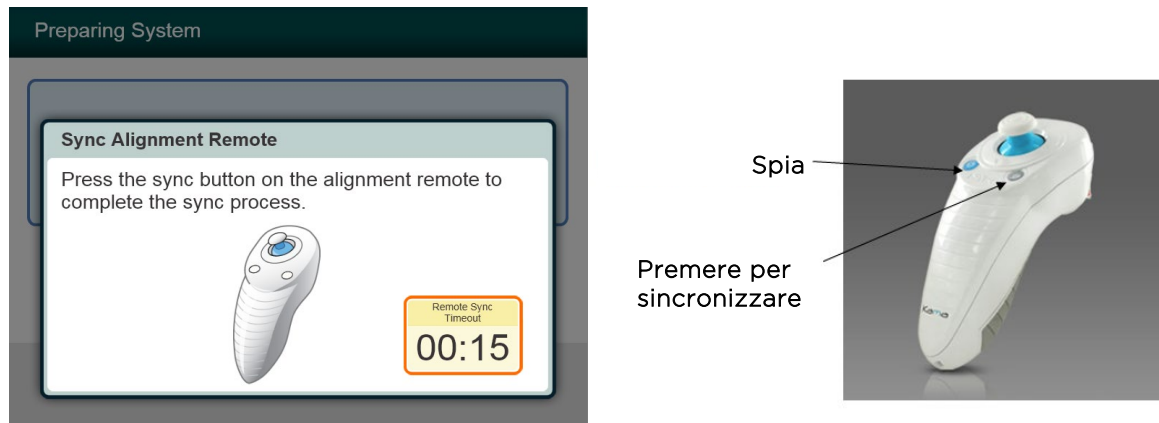 Preparing System
Sync Alignment Remote
Press the sync button on the alignment remote to
complete the sync process.
Remote Sync
Timeout
00:15
Spia
Premere per
sincronizzare
Kama